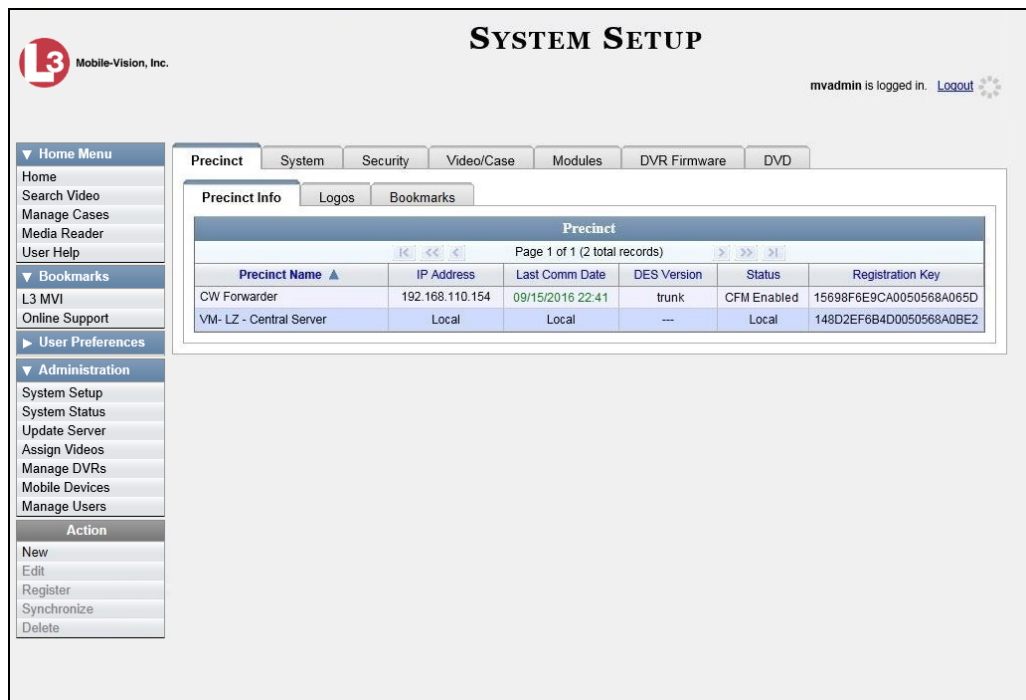 SYSTEM SETUP
L3 Mobile-Vision, Inc.
mvadmin is logged in. Logout
▼ Home Menu
Home
Search Video
Manage Cases
Media Reader
User Help
▼ Bookmarks
L3 MVI
Online Support
▶ User Preferences
▼ Administration
System Setup
System Status
Update Server
Assign Videos
Manage DVRs
Mobile Devices
Manage Users
Action
New
Edit
Register
Synchronize
Delete
Precinct System Security Video/Case Modules DVR Firmware DVD
Precinct Info Logos Bookmarks
Precinct
|< << < Page 1 of 1 (2 total records) > >> >|
Precinct Name ▲ IP Address Last Comm Date DES Version Status Registration Key
CW Forwarder 192.168.110.154 09/15/2016 22:41 trunk CFM Enabled 15698F6E9CA0050568A065D
VM- LZ - Central Server Local Local --- Local 148D2EF6B4D0050568A0BE2